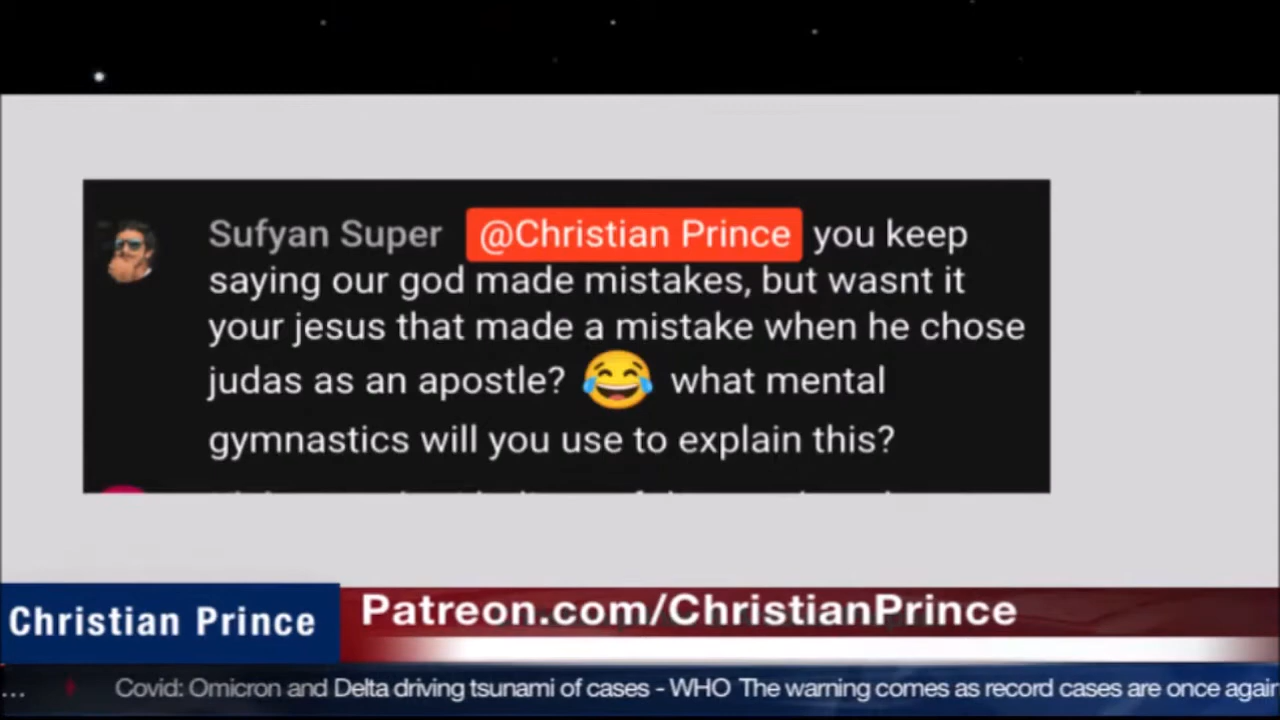 Sufyan Super @Christian Prince you keep
saying our god made mistakes, but wasnt it
your jesus that made a mistake when he chose
judas as an apostle? 😂 what mental
gymnastics will you use to explain this?
Christian Prince
Patreon.com/ChristianPrince
... Covid: Omicron and Delta driving tsunami of cases - WHO The warning comes as record cases are once again